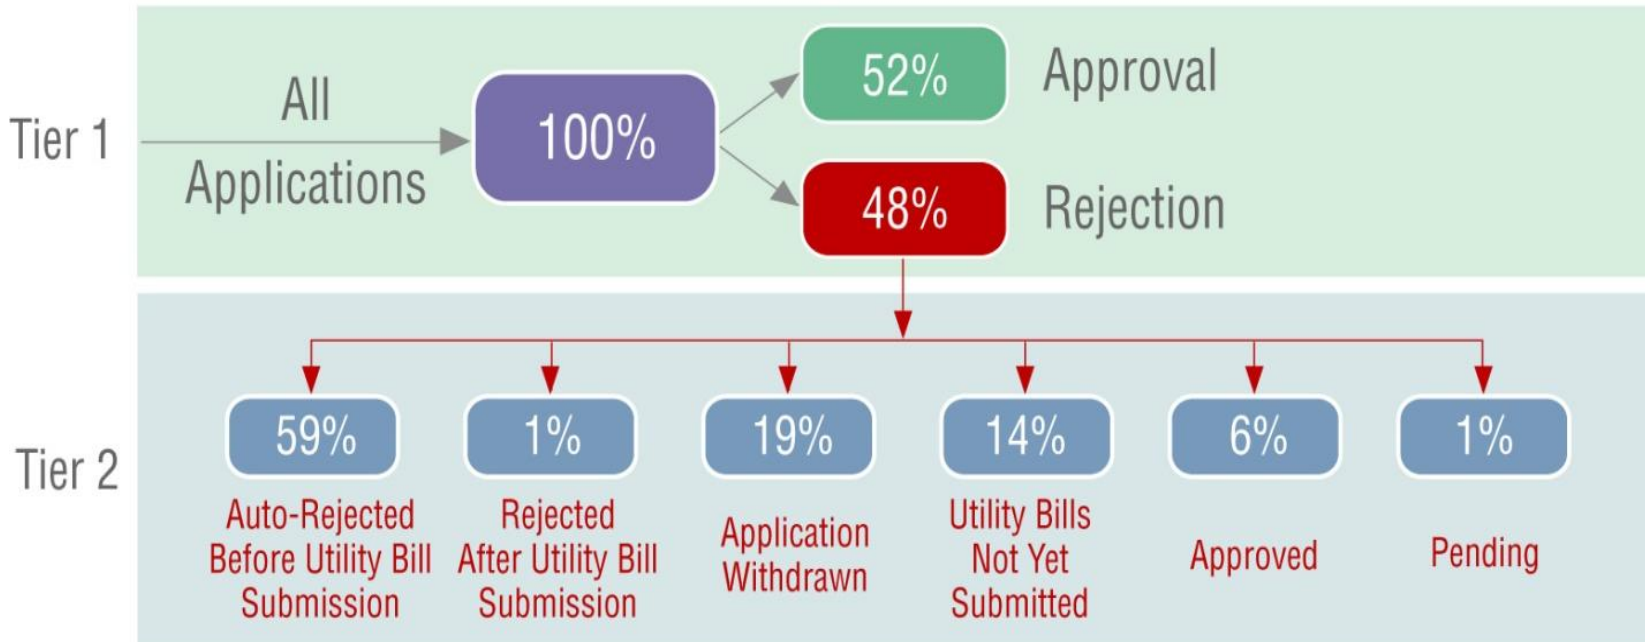 Tier 1
All
Applications
100%
52%
Approval
48%
Rejection
Tier 2
59%
Auto-Rejected
Before Utility Bill
Submission
1%
Rejected
After Utility Bill
Submission
19%
Application
Withdrawn
14%
Utility Bills
Not Yet
Submitted
6%
Approved
1%
Pending